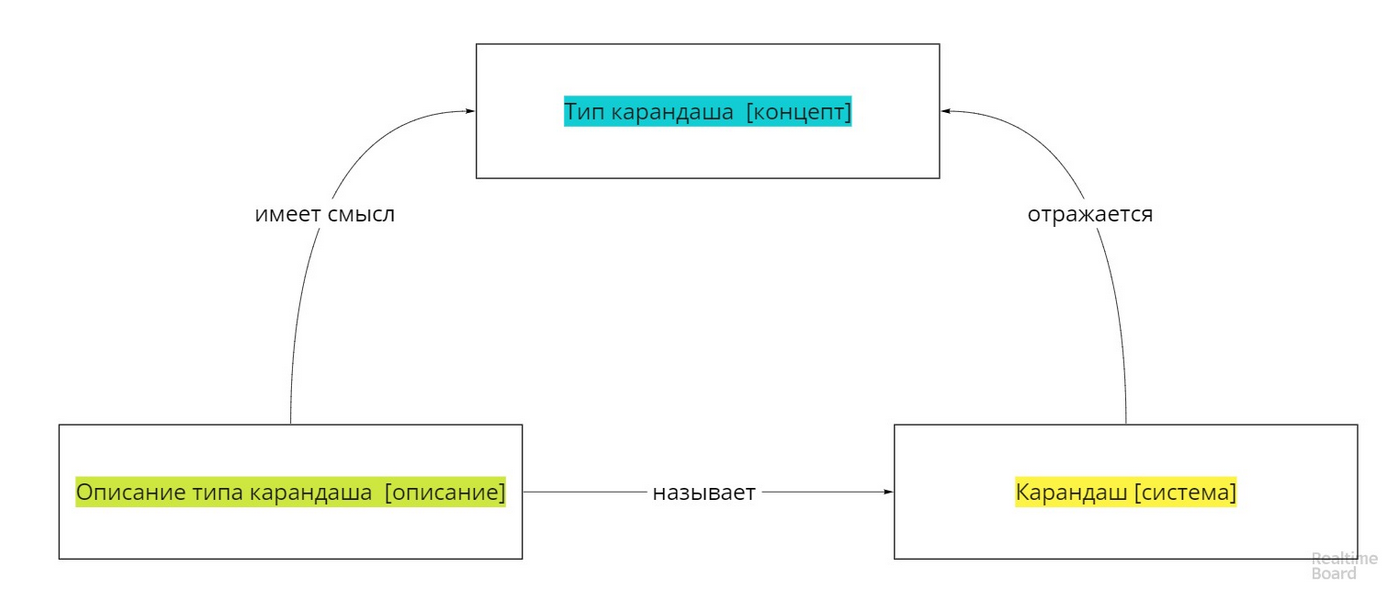 Тип карандаша [концепт]
имеет смысл
отражается
Описание типа карандаша [описание]
называет
Карандаш [система]
Realtime
Board